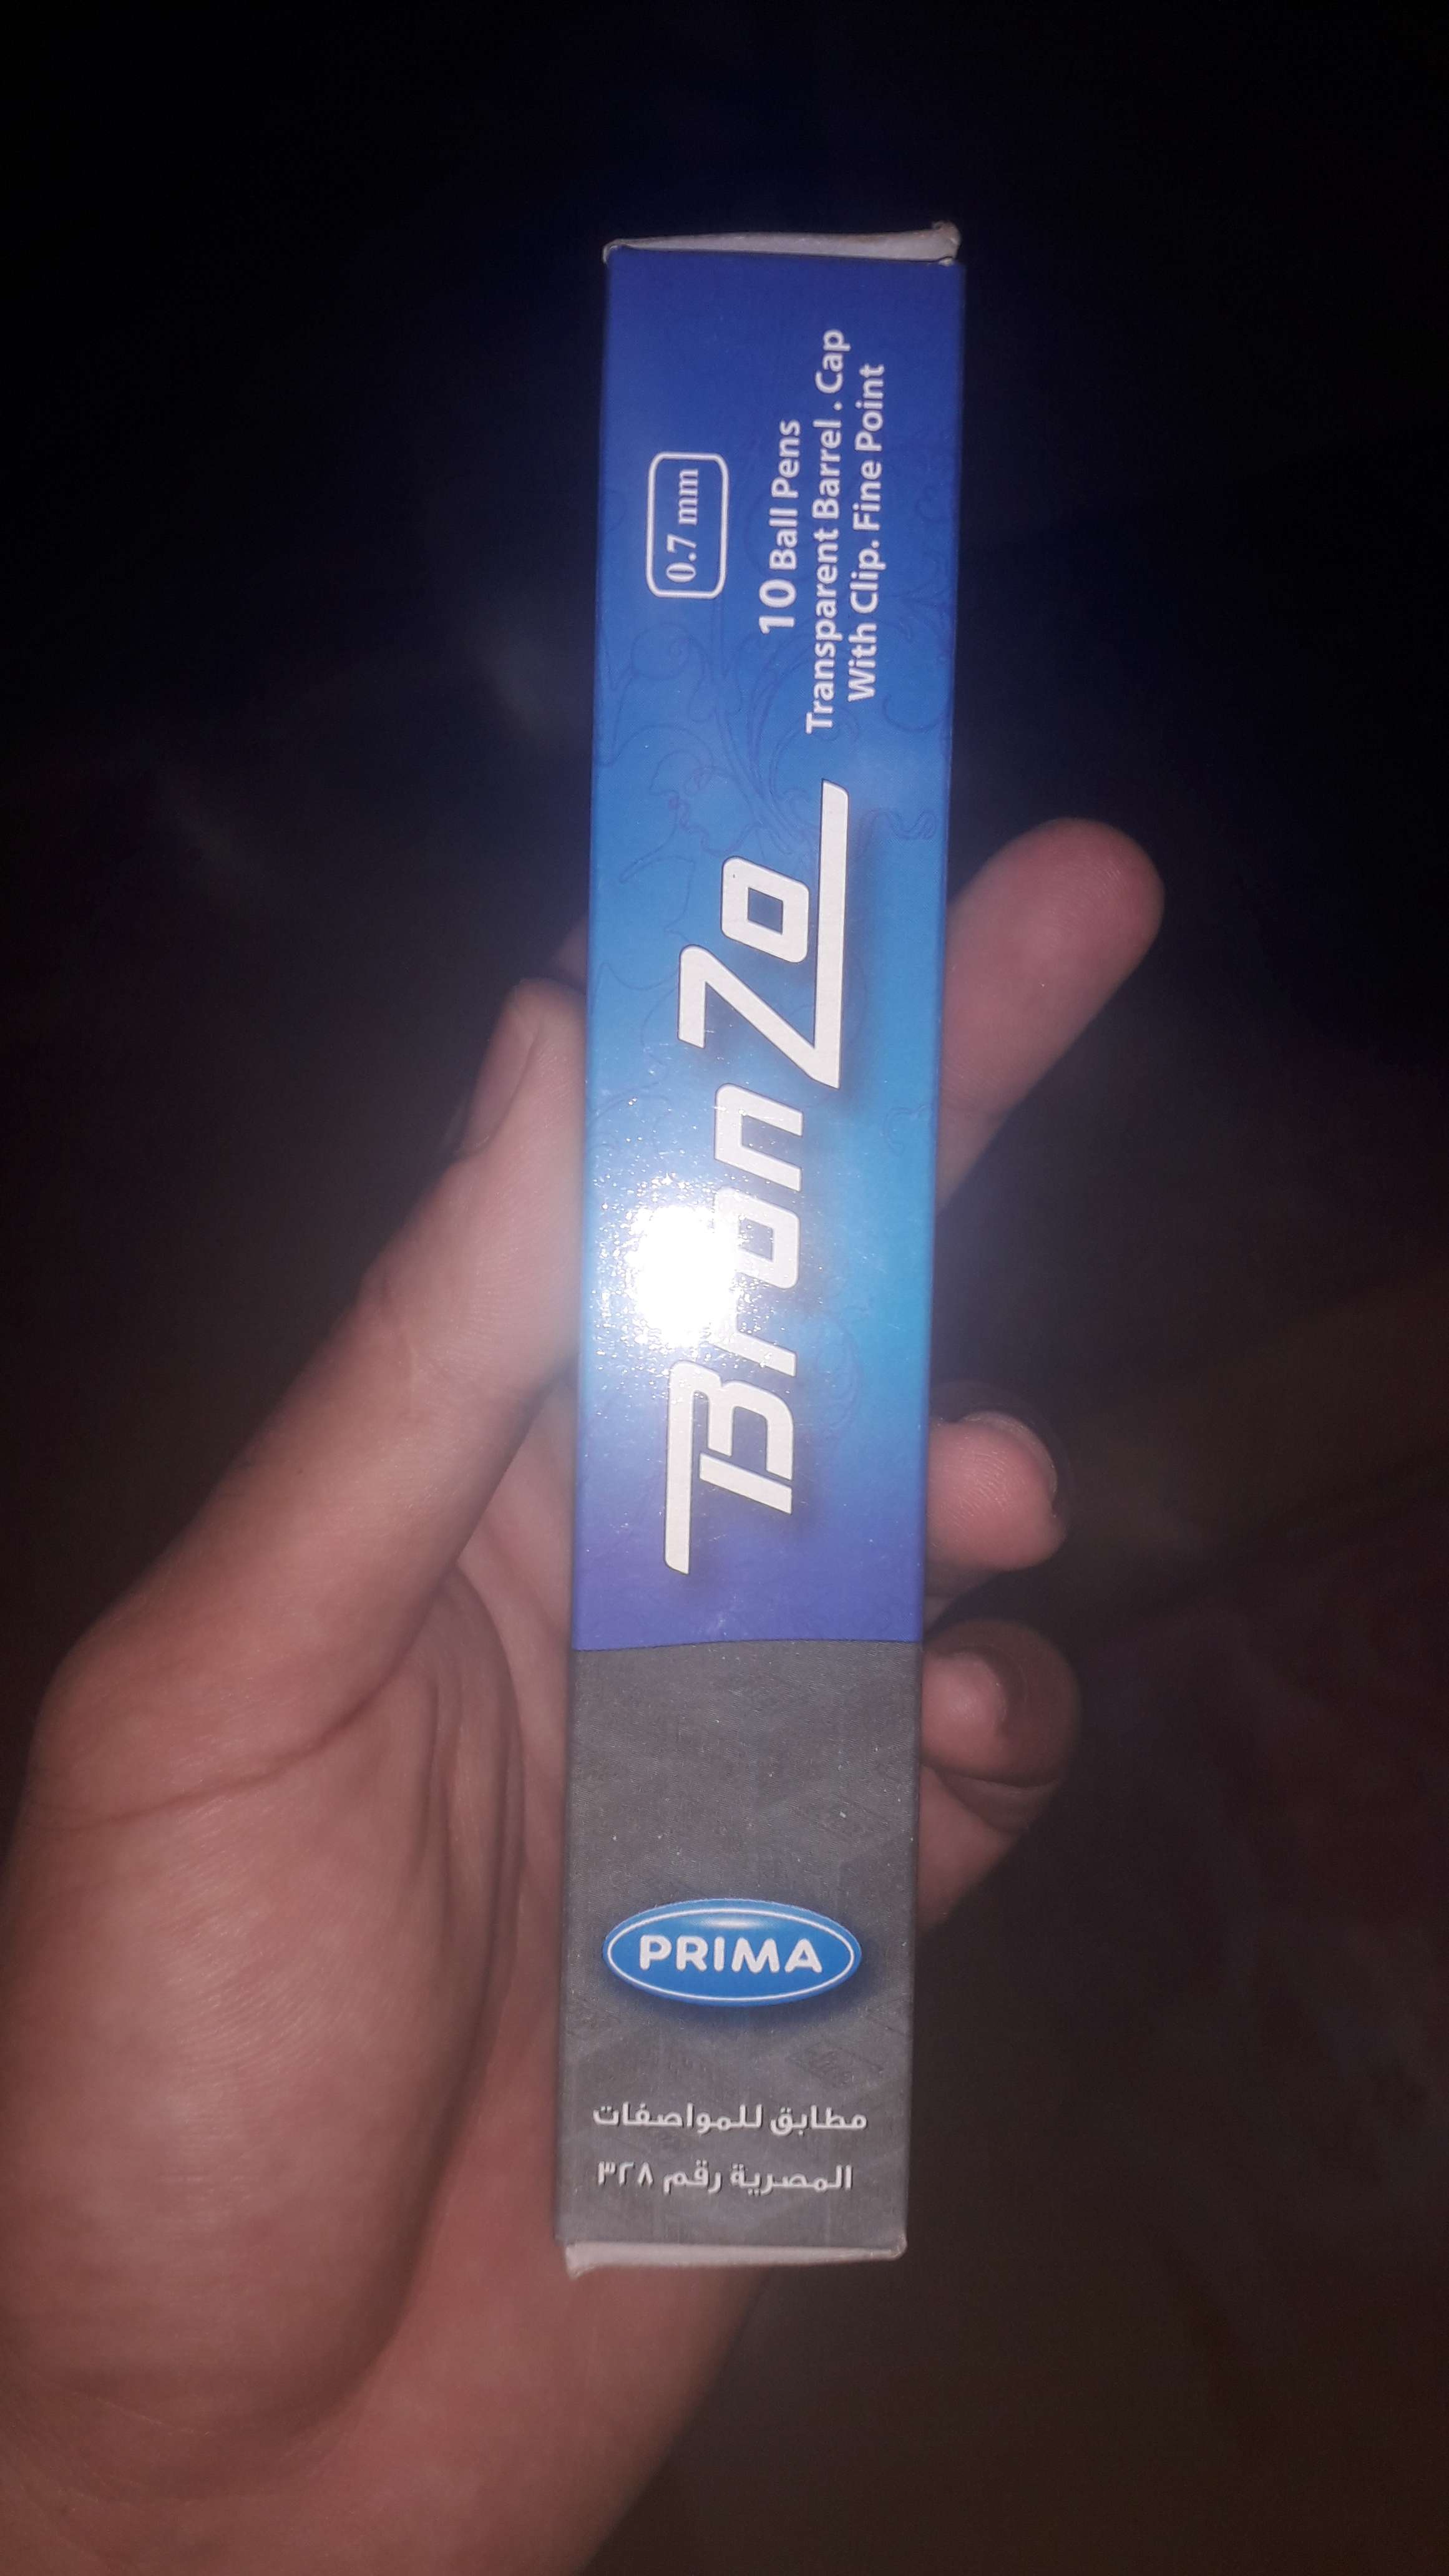 0.7 mm
10 Ball Pens
Transparent Barrel . Cap
With Clip. Fine Point
BronZo
PRIMA
مطابق للمواصفات
المصرية رقم ٣٢٨